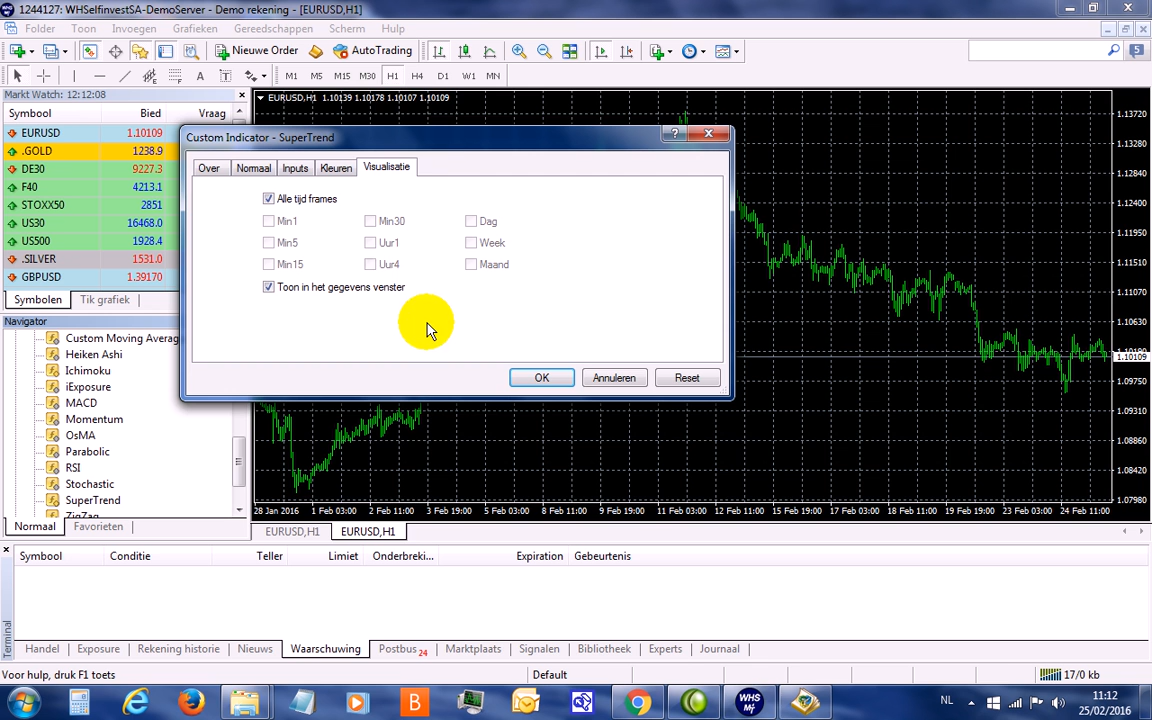 1244127: WHSelfinvestSA-DemoServer - Demo rekening - [EURUSD,H1]
Folder Toon Invoegen Grafieken Gereedschappen Scherm Help
Nieuwe Order AutoTrading 5
A T M1 M5 M15 M30 H1 H4 D1 W1 MN
Markt Watch: 12:12:08
Symbool Bied Vraag
EURUSD 1.10109
.GOLD 1238.9
DE30 9227.3
F40 4213.1
STOXX50 2851
US30 16468.0
US500 1928.4
.SILVER 1531.0
GBPUSD 1.39170
Symbolen Tik grafiek
Navigator
Custom Moving Averag
Heiken Ashi
Ichimoku
iExposure
MACD
Momentum
OsMA
Parabolic
RSI
Stochastic
SuperTrend
ZigZag
Normaal Favorieten
EURUSD,H1 1.10139 1.10178 1.10107 1.10109
Custom Indicator - SuperTrend
Over Normaal Inputs Kleuren Visualisatie
Alle tijd frames
Min1 Min30 Dag
Min5 Uur1 Week
Min15 Uur4 Maand
Toon in het gegevens venster
OK Annuleren Reset
1.13720
1.13280
1.12840
1.12400
1.11950
1.11510
1.11070
1.10630
1.10109
1.09750
1.09310
1.08860
1.08420
1.07980
28 Jan 2016 1 Feb 03:00 2 Feb 11:00 3 Feb 19:00 5 Feb 03:00 8 Feb 11:00 9 Feb 19:00 11 Feb 03:00 12 Feb 11:00 15 Feb 19:00 17 Feb 03:00 18 Feb 11:00 19 Feb 19:00 23 Feb 03:00 24 Feb 11:00
EURUSD,H1 EURUSD,H1
Symbool Conditie Teller Limiet Onderbreki... Expiration Gebeurtenis
Terminal
Handel Exposure Rekening historie Nieuws Waarschuwing Postbus 24 Marktplaats Signalen Bibliotheek Experts Journaal
Voor hulp, druk F1 toets Default 17/0 kb
B WHS NL 11:12
25/02/2016